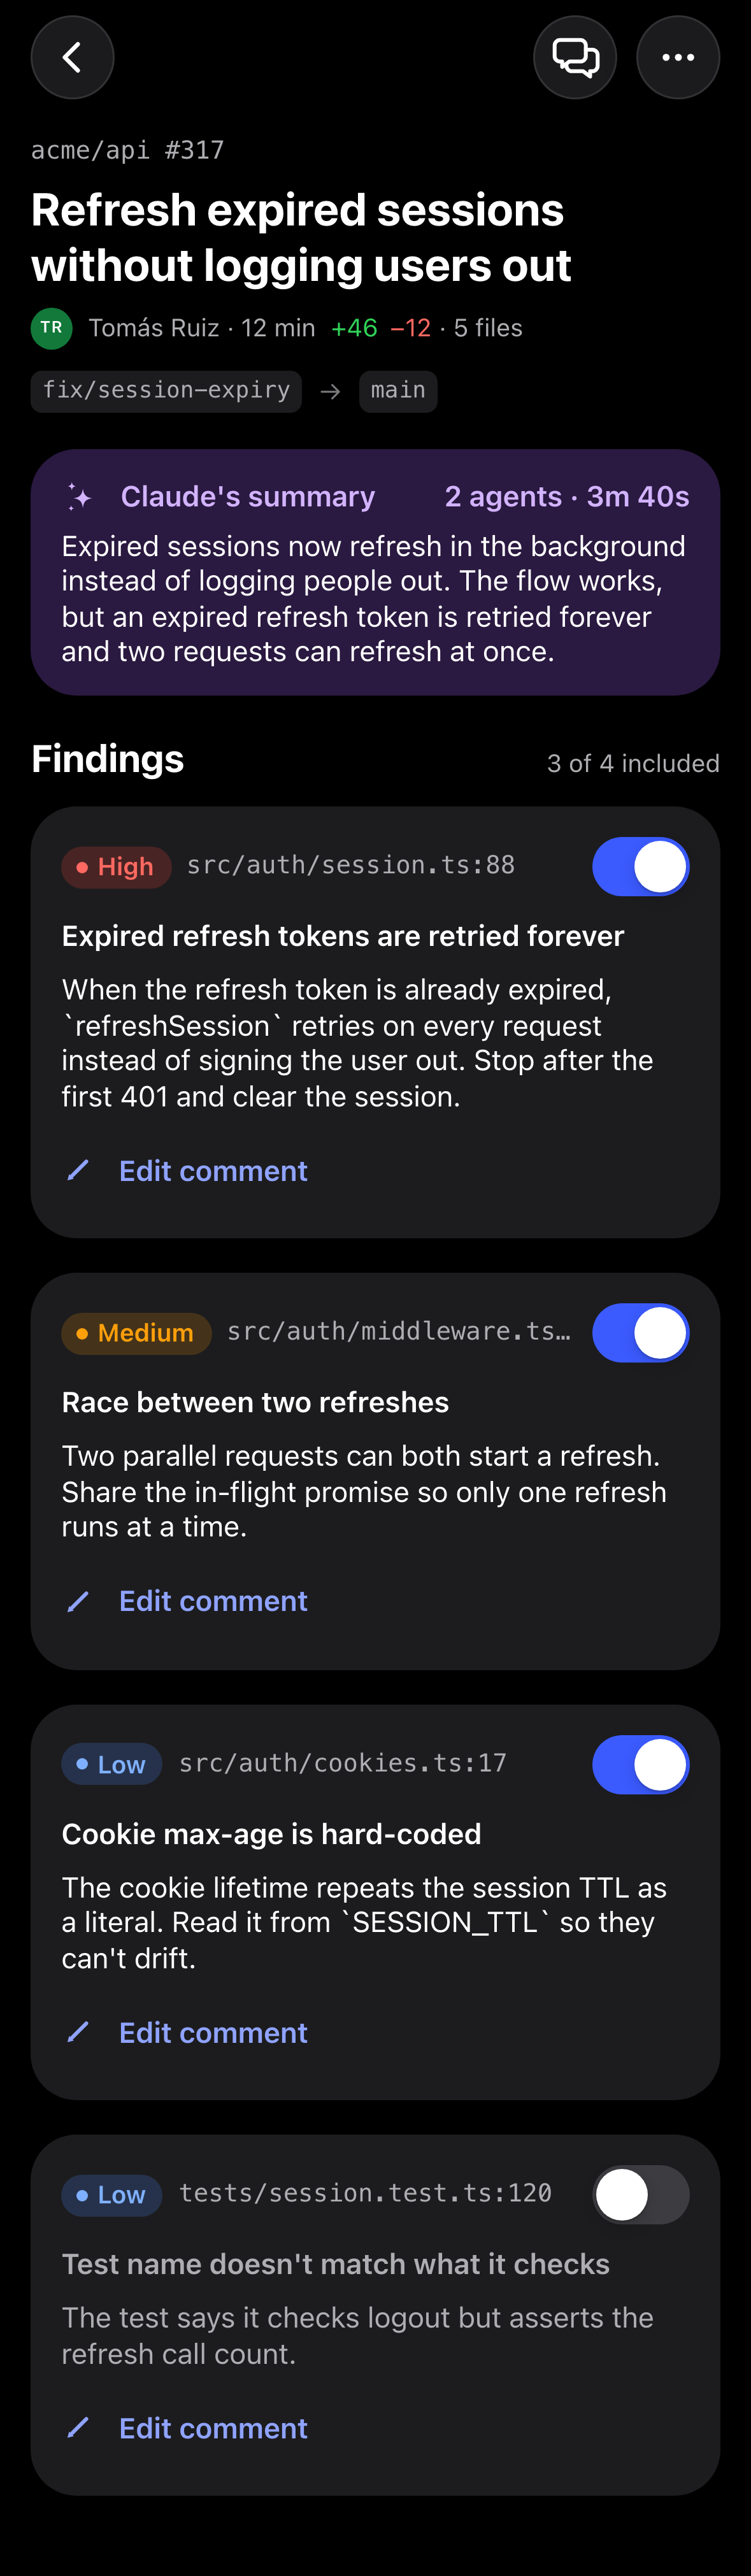 acme/api #317
Refresh expired sessions
without logging users out
TR Tomás Ruiz · 12 min +46 −12 · 5 files
fix/session-expiry → main
Claude's summary 2 agents · 3m 40s
Expired sessions now refresh in the background
instead of logging people out. The flow works,
but an expired refresh token is retried forever
and two requests can refresh at once.
Findings 3 of 4 included
High src/auth/session.ts:88
Expired refresh tokens are retried forever
When the refresh token is already expired,
`refreshSession` retries on every request
instead of signing the user out. Stop after the
first 401 and clear the session.
Edit comment
Medium src/auth/middleware.ts…
Race between two refreshes
Two parallel requests can both start a refresh.
Share the in-flight promise so only one refresh
runs at a time.
Edit comment
Low src/auth/cookies.ts:17
Cookie max-age is hard-coded
The cookie lifetime repeats the session TTL as
a literal. Read it from `SESSION_TTL` so they
can't drift.
Edit comment
Low tests/session.test.ts:120
Test name doesn't match what it checks
The test says it checks logout but asserts the
refresh call count.
Edit comment